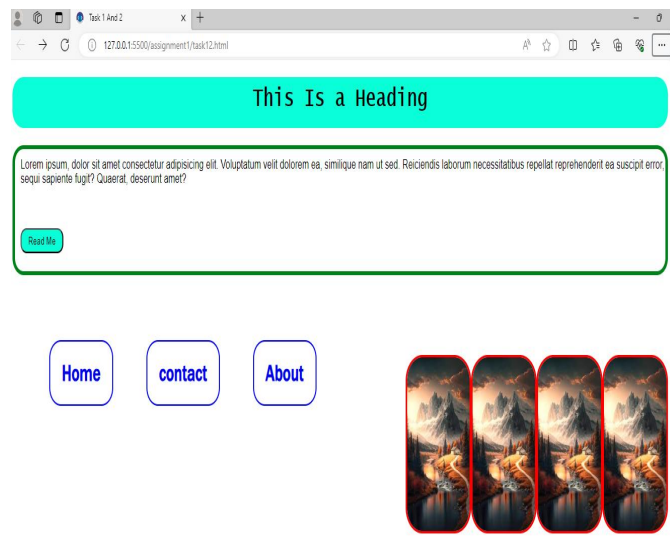 Task 1 And 2
127.0.0.1:5500/assignment1/task12.html
This Is a Heading
Lorem ipsum, dolor sit amet consectetur adipisicing elit. Voluptatum velit dolorem ea, similique nam ut sed. Reiciendis laborum necessitatibus repellat reprehenderit ea suscipit error,
sequi sapiente fugit? Quaerat, deserunt amet?
Read Me
Home contact About